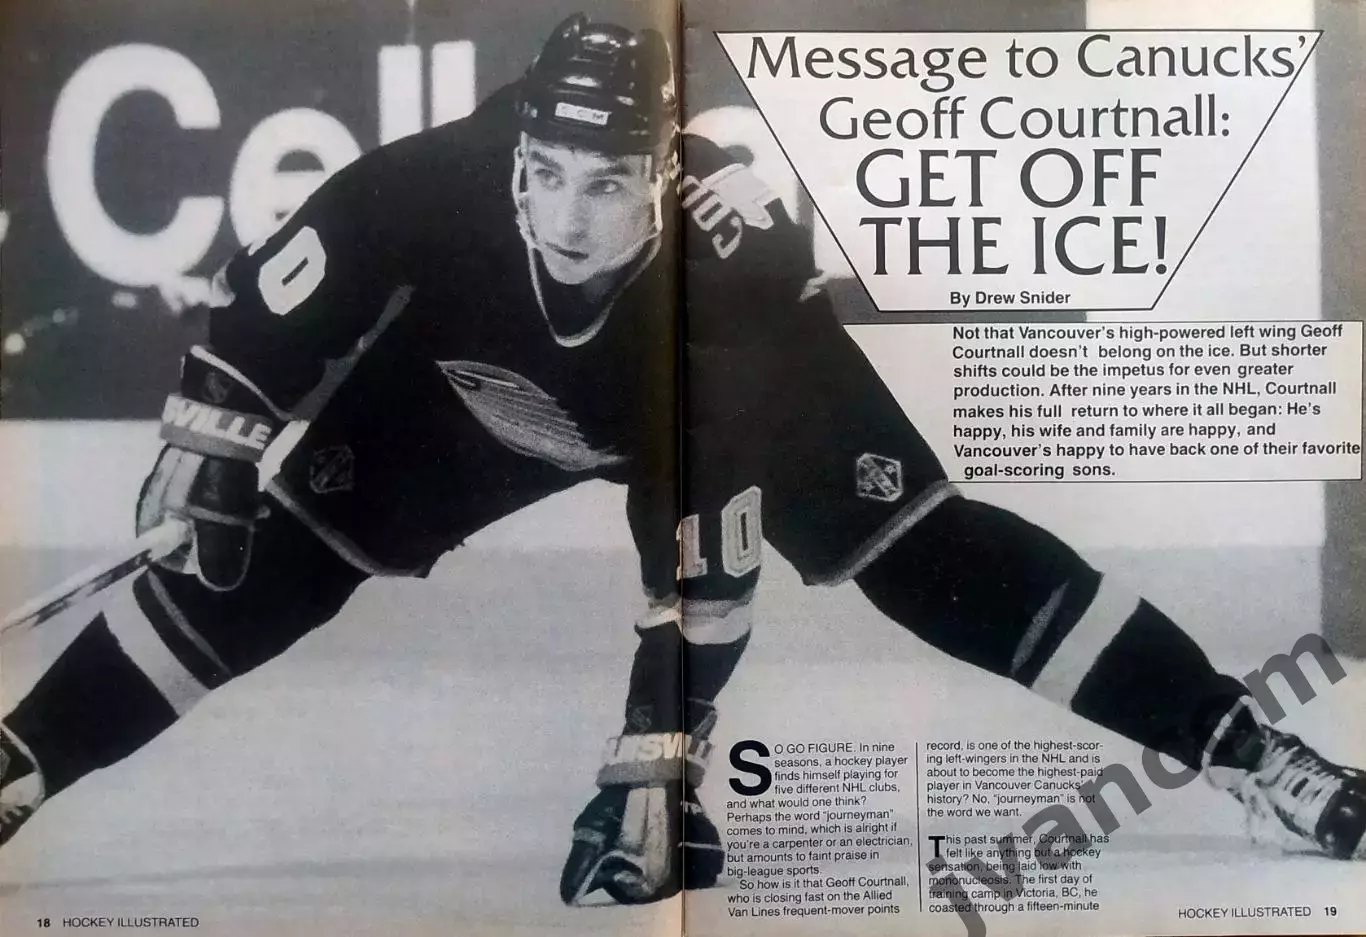 Cell
CCM
0
COU
VILLE
10
LOUISVILLE
Message to Canucks'
Geoff Courtnall:
GET OFF
THE ICE!
By Drew Snider
Not that Vancouver's high-powered left wing Geoff
Courtnall doesn't belong on the ice. But shorter
shifts could be the impetus for even greater
production. After nine years in the NHL, Courtnall
makes his full return to where it all began: He's
happy, his wife and family are happy, and
Vancouver's happy to have back one of their favorite
goal-scoring sons.
SO GO FIGURE. In nine
seasons, a hockey player
finds himself playing for
five different NHL clubs,
and what would one think?
Perhaps the word "journeyman"
comes to mind, which is alright if
you're a carpenter or an electrician,
but amounts to faint praise in
big-league sports.
So how is it that Geoff Courtnall,
who is closing fast on the Allied
Van Lines frequent-mover points
record, is one of the highest-scor-
ing left-wingers in the NHL and is
about to become the highest-paid
player in Vancouver Canucks'
history? No, "journeyman" is not
the word we want.
This past summer, Courtnall has
felt like anything but a hockey
sensation, being laid low with
mononucleosis. The first day of
training camp in Victoria, BC, he
coasted through a fifteen-minute
18 HOCKEY ILLUSTRATED
HOCKEY ILLUSTRATED 19
jvano.com